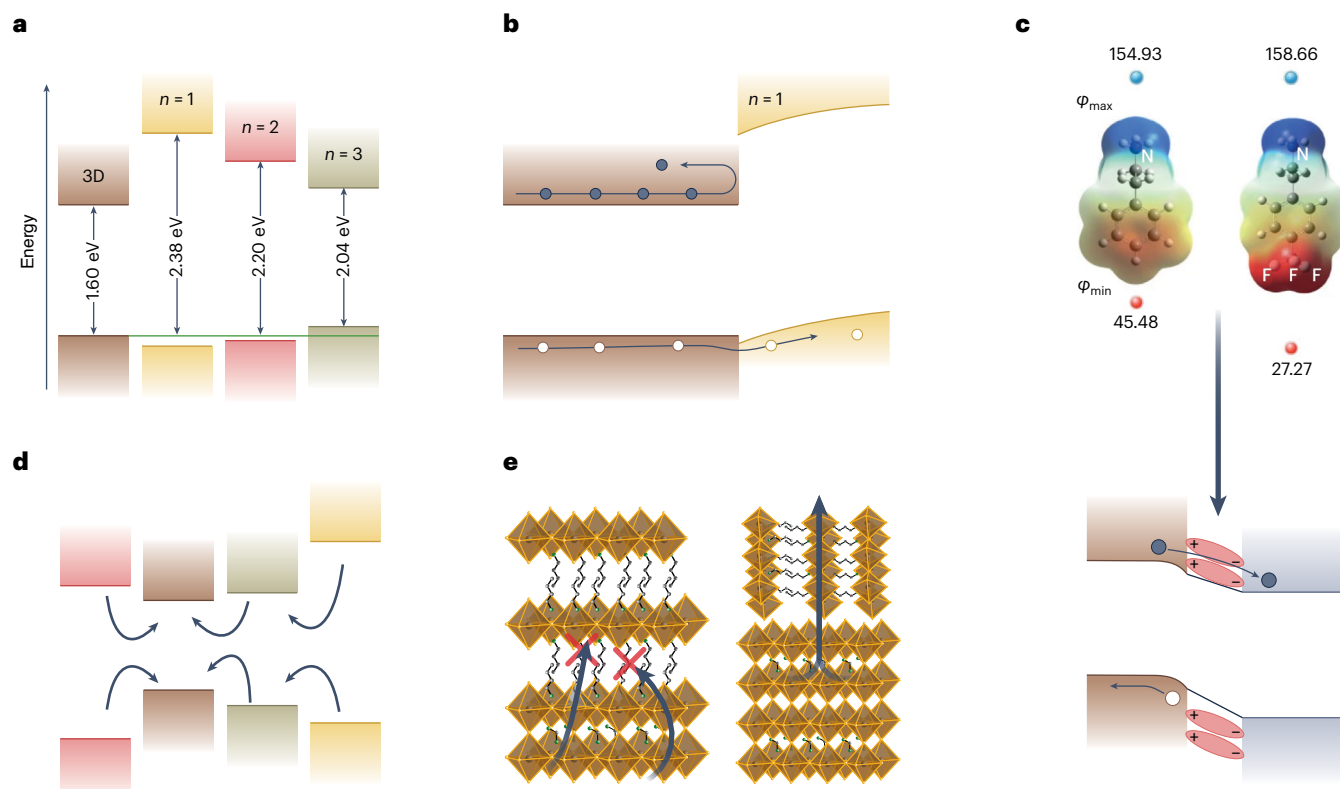 a
Energy
3D
n = 1
n = 2
n = 3
1.60 eV
2.38 eV
2.20 eV
2.04 eV
b
n = 1
c
154.93
158.66
φmax
N
N
F F F
φmin
45.48
27.27
+
+
–
–
+
+
–
–
d
e